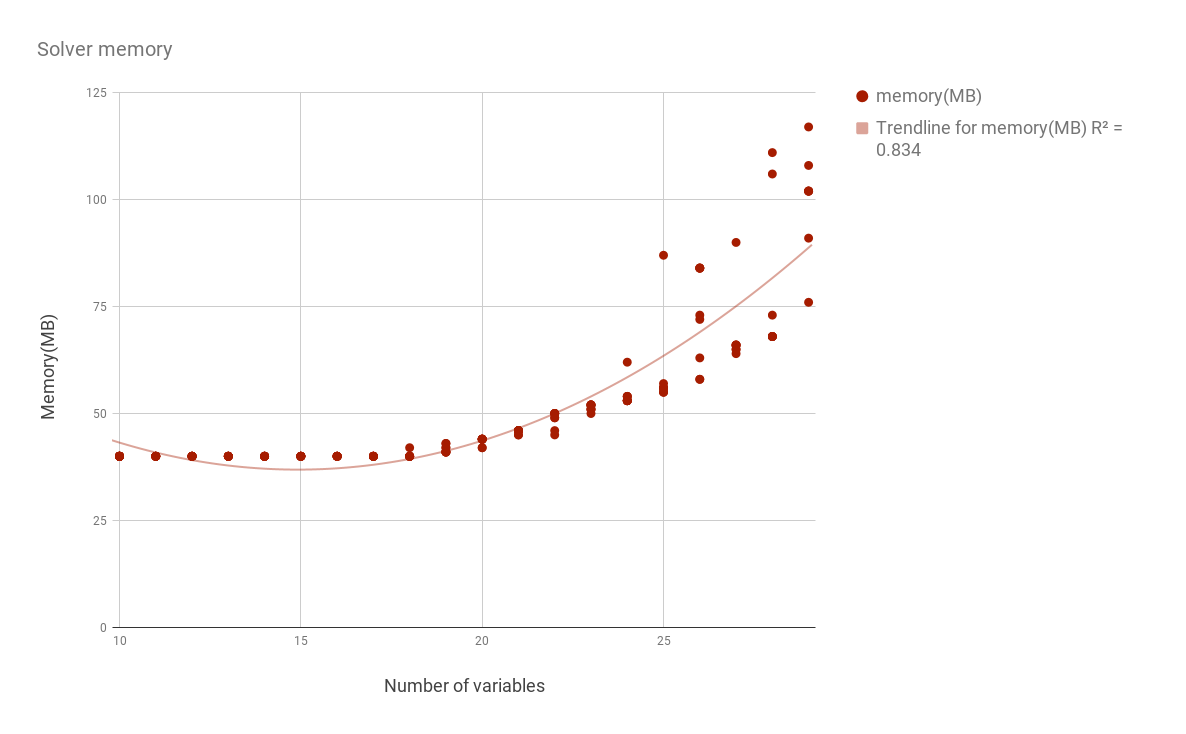 Solver memory
125
100
75
50
25
0
10
15
20
25
Memory(MB)
Number of variables
memory(MB)
Trendline for memory(MB) R² =
0.834